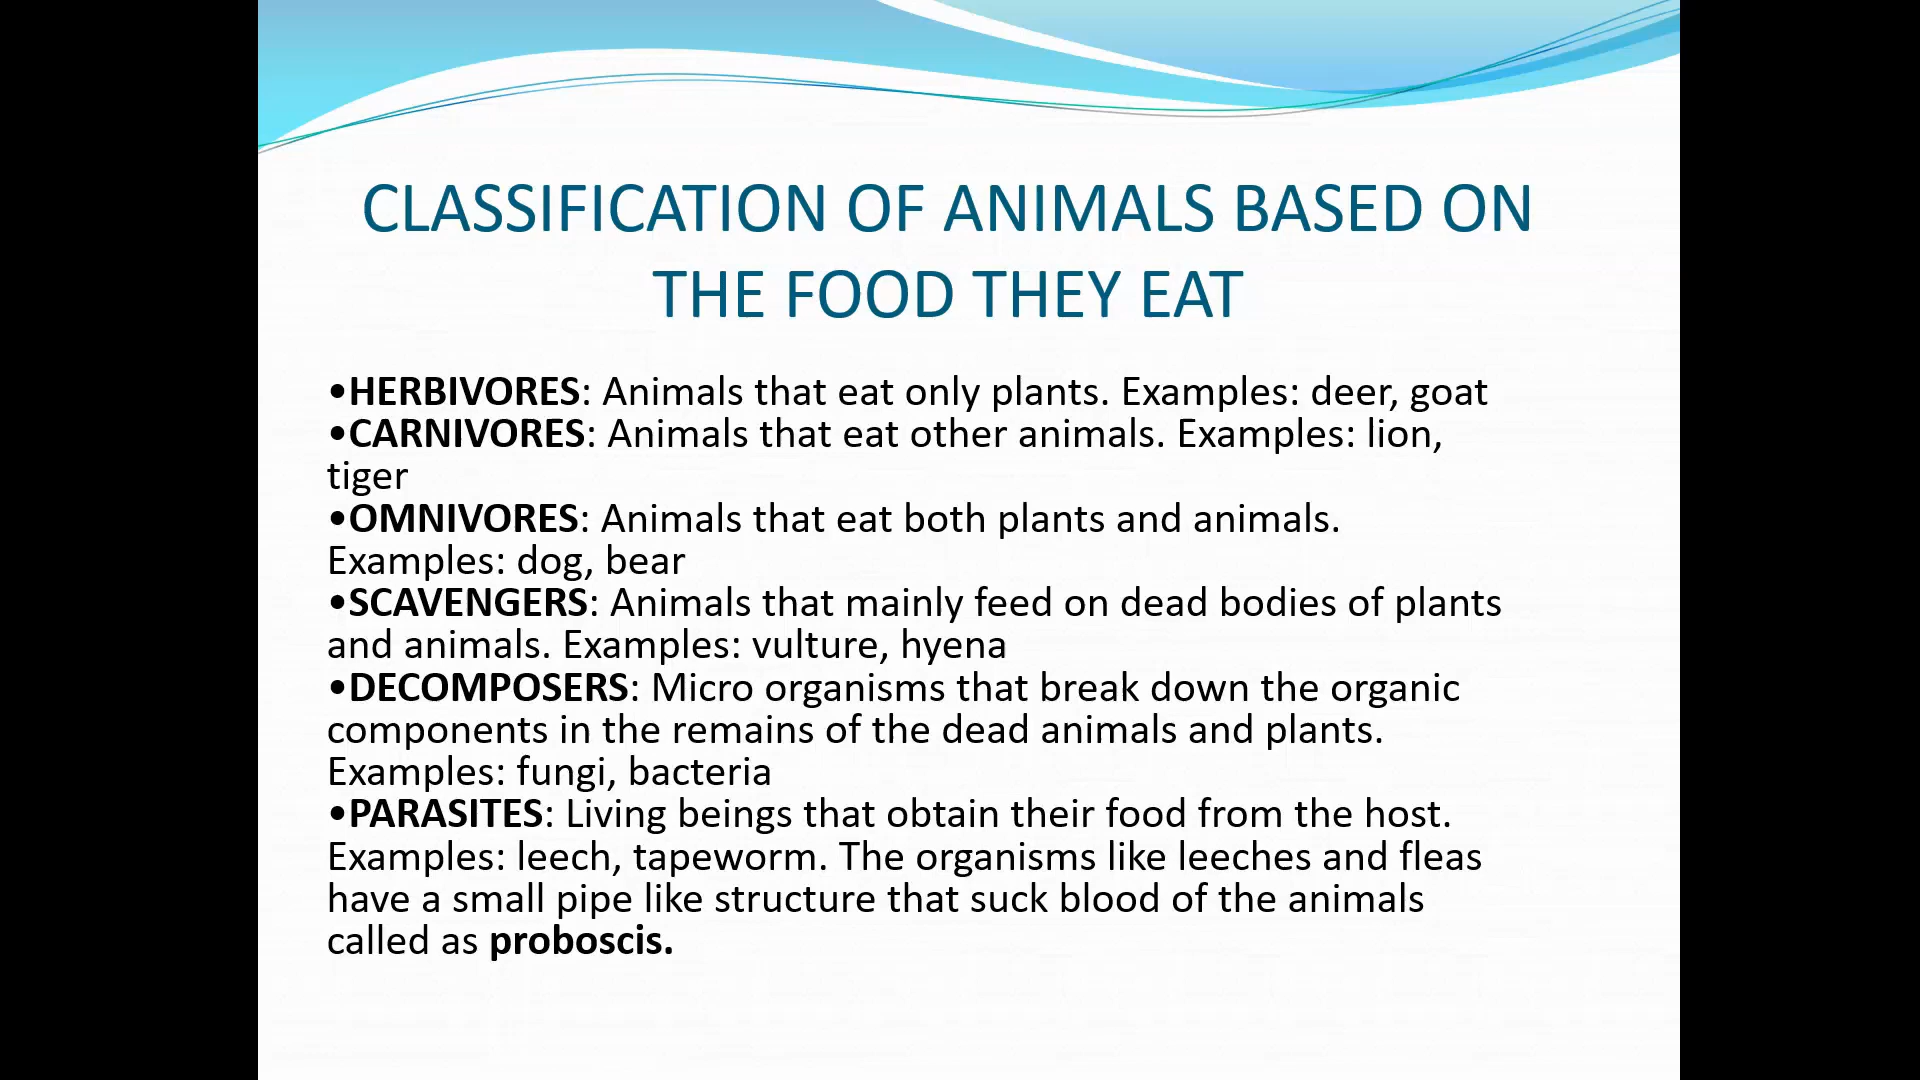 CLASSIFICATION OF ANIMALS BASED ON
THE FOOD THEY EAT
•HERBIVORES: Animals that eat only plants. Examples: deer, goat
•CARNIVORES: Animals that eat other animals. Examples: lion,
tiger
•OMNIVORES: Animals that eat both plants and animals.
Examples: dog, bear
•SCAVENGERS: Animals that mainly feed on dead bodies of plants
and animals. Examples: vulture, hyena
•DECOMPOSERS: Micro organisms that break down the organic
components in the remains of the dead animals and plants.
Examples: fungi, bacteria
•PARASITES: Living beings that obtain their food from the host.
Examples: leech, tapeworm. The organisms like leeches and fleas
have a small pipe like structure that suck blood of the animals
called as proboscis.